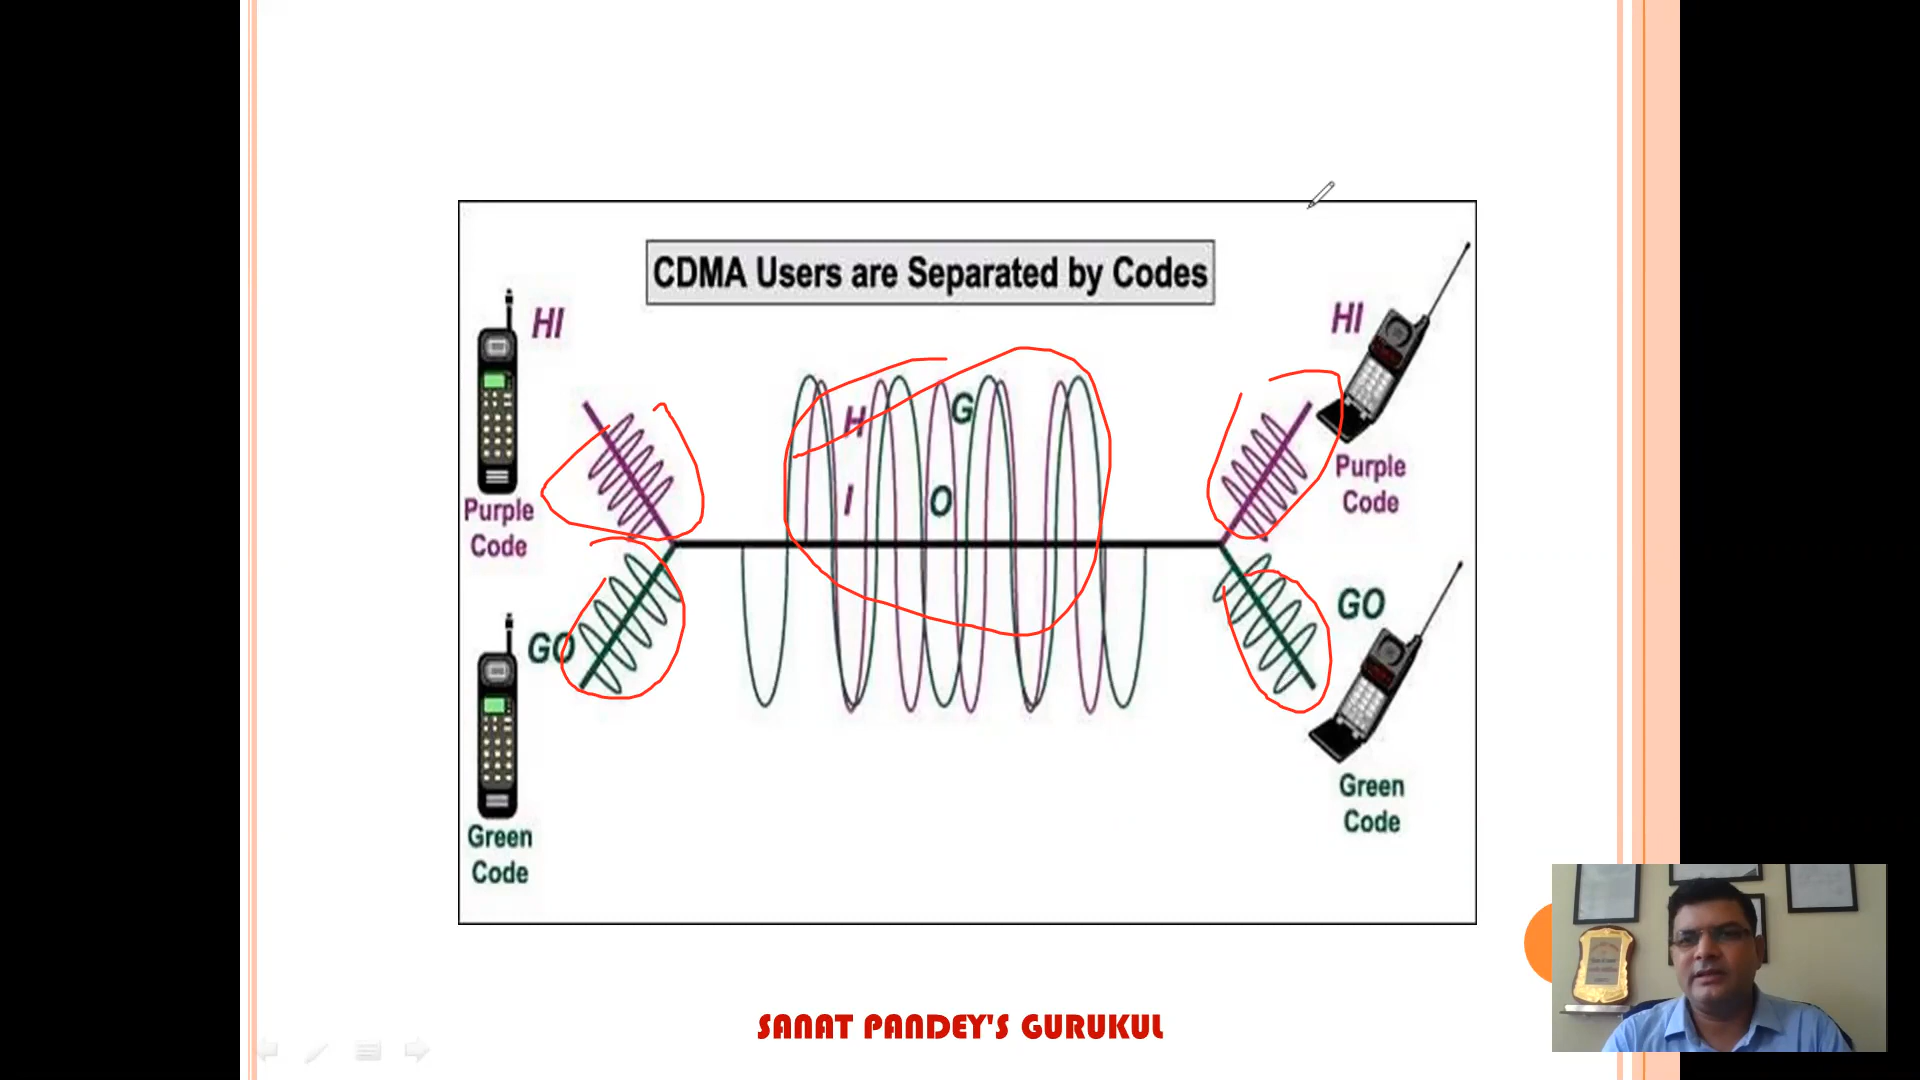 CDMA Users are Separated by Codes
HI
HI
H
G
Purple
Code
I
O
Purple
Code
GO
GO
Green
Code
Green
Code
SANAT PANDEY'S GURUKUL